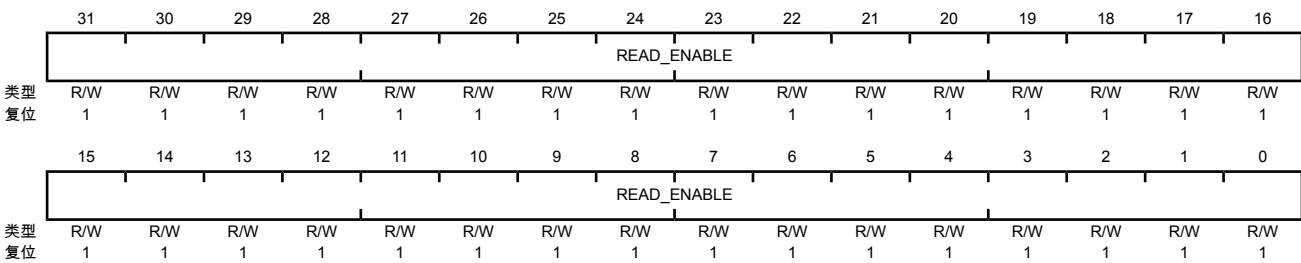 31 30 29 28 27 26 25 24 23 22 21 20 19 18 17 16
READ_ENABLE
类型 R/W R/W R/W R/W R/W R/W R/W R/W R/W R/W R/W R/W R/W R/W R/W R/W
复位 1 1 1 1 1 1 1 1 1 1 1 1 1 1 1 1
15 14 13 12 11 10 9 8 7 6 5 4 3 2 1 0
READ_ENABLE
类型 R/W R/W R/W R/W R/W R/W R/W R/W R/W R/W R/W R/W R/W R/W R/W R/W
复位 1 1 1 1 1 1 1 1 1 1 1 1 1 1 1 1